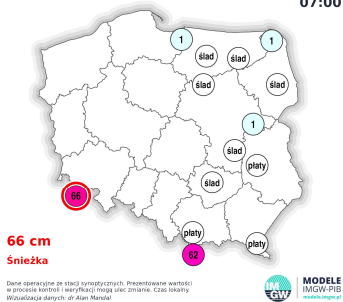 07:00
1
1
ślad
ślad
ślad
ślad
1
ślad
płaty
ślad
66
płaty
płaty
62
66 cm
Śnieżka
Dane operacyjne ze stacji synoptycznych. Prezentowane wartości
w procesie kontroli i weryfikacji mogą ulec zmianie. Czas lokalny.
Wizualizacja danych: dr Alan Mandal
IM
GW
MODELE
IMGW-PIB
modele.imgw.pl